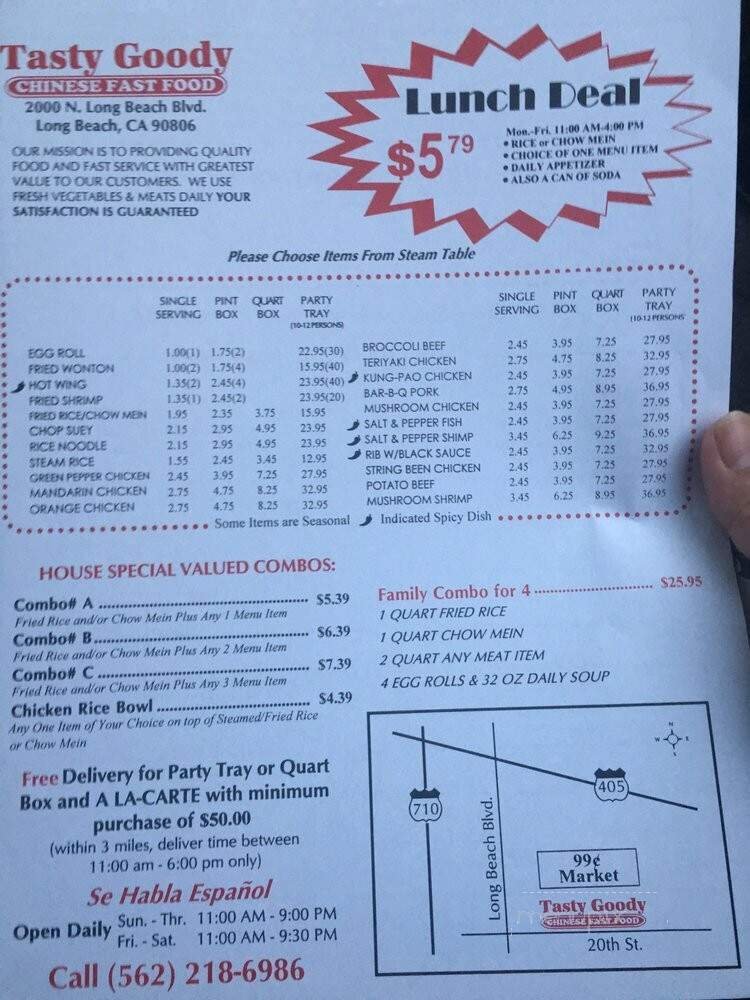 Tasty Goody
CHINESE FAST FOOD
2000 N. Long Beach Blvd.
Long Beach, CA 90806
OUR MISSION IS TO PROVIDING QUALITY
FOOD AND FAST SERVICE WITH GREATEST
VALUE TO OUR CUSTOMERS. WE USE
FRESH VEGETABLES & MEATS DAILY YOUR
SATISFACTION IS GUARANTEED
Lunch Deal
$5 79
Mon.-Fri. 11:00 AM-4:00 PM
• RICE or CHOW MEIN
• CHOICE OF ONE MENU ITEM
• DAILY APPETIZER
• ALSO A CAN OF SODA
Please Choose Items From Steam Table
SINGLE PINT QUART PARTY
SERVING BOX BOX TRAY
(10-12 PERSONS)
EGG ROLL 1.00(1) 1.75(2) 22.95(30)
FRIED WONTON 1.00(2) 1.75(4) 15.95(40)
HOT WING 1.35(2) 2.45(4) 23.95(40)
FRIED SHRIMP 1.35(1) 2.45(2) 23.95(20)
FRIED RICE/CHOW MEIN 1.95 2.35 3.75 15.95
CHOP SUEY 2.15 2.95 4.95 23.95
RICE NOODLE 2.15 2.95 4.95 23.95
STEAM RICE 1.55 2.45 3.45 12.95
GREEN PEPPER CHICKEN 2.45 3.95 7.25 27.95
MANDARIN CHICKEN 2.75 4.75 8.25 32.95
ORANGE CHICKEN 2.75 4.75 8.25 32.95
SINGLE PINT QUART PARTY
SERVING BOX BOX TRAY
(10-12 PERSONS
BROCCOLI BEEF 2.45 3.95 7.25 27.95
TERIYAKI CHICKEN 2.75 4.75 8.25 32.95
KUNG-PAO CHICKEN 2.45 3.95 7.25 27.95
BAR-B-Q PORK 2.75 4.95 8.95 36.95
MUSHROOM CHICKEN 2.45 3.95 7.25 27.95
SALT & PEPPER FISH 2.45 3.95 7.25 27.95
SALT & PEPPER SHIMP 3.45 6.25 9.25 36.95
RIB W/BLACK SAUCE 2.45 3.95 7.25 32.95
STRING BEEN CHICKEN 2.45 3.95 7.25 27.95
POTATO BEEF 2.45 3.95 7.25 27.95
MUSHROOM SHRIMP 3.45 6.25 8.95 36.95
Some Items are Seasonal Indicated Spicy Dish
HOUSE SPECIAL VALUED COMBOS:
Combo# A ........ $5.39
Fried Rice and/or Chow Mein Plus Any 1 Menu Item
Combo# B ........ $6.39
Fried Rice and/or Chow Mein Plus Any 2 Menu Item
Combo# C ........ $7.39
Fried Rice and/or Chow Mein Plus Any 3 Menu Item
Chicken Rice Bowl ........ $4.39
Any One Item of Your Choice on top of Steamed/Fried Rice
or Chow Mein
Family Combo for 4 ........ $25.95
1 QUART FRIED RICE
1 QUART CHOW MEIN
2 QUART ANY MEAT ITEM
4 EGG ROLLS & 32 OZ DAILY SOUP
Free Delivery for Party Tray or Quart
Box and A LA-CARTE with minimum
purchase of $50.00
(within 3 miles, deliver time between
11:00 am - 6:00 pm only)
Se Habla Español
Open Daily Sun. - Thr. 11:00 AM - 9:00 PM
Fri. - Sat. 11:00 AM - 9:30 PM
Call (562) 218-6986
N
W E
S
710
405
Long Beach Blvd.
99¢
Market
Tasty Goody
CHINESE FAST FOOD
20th St.